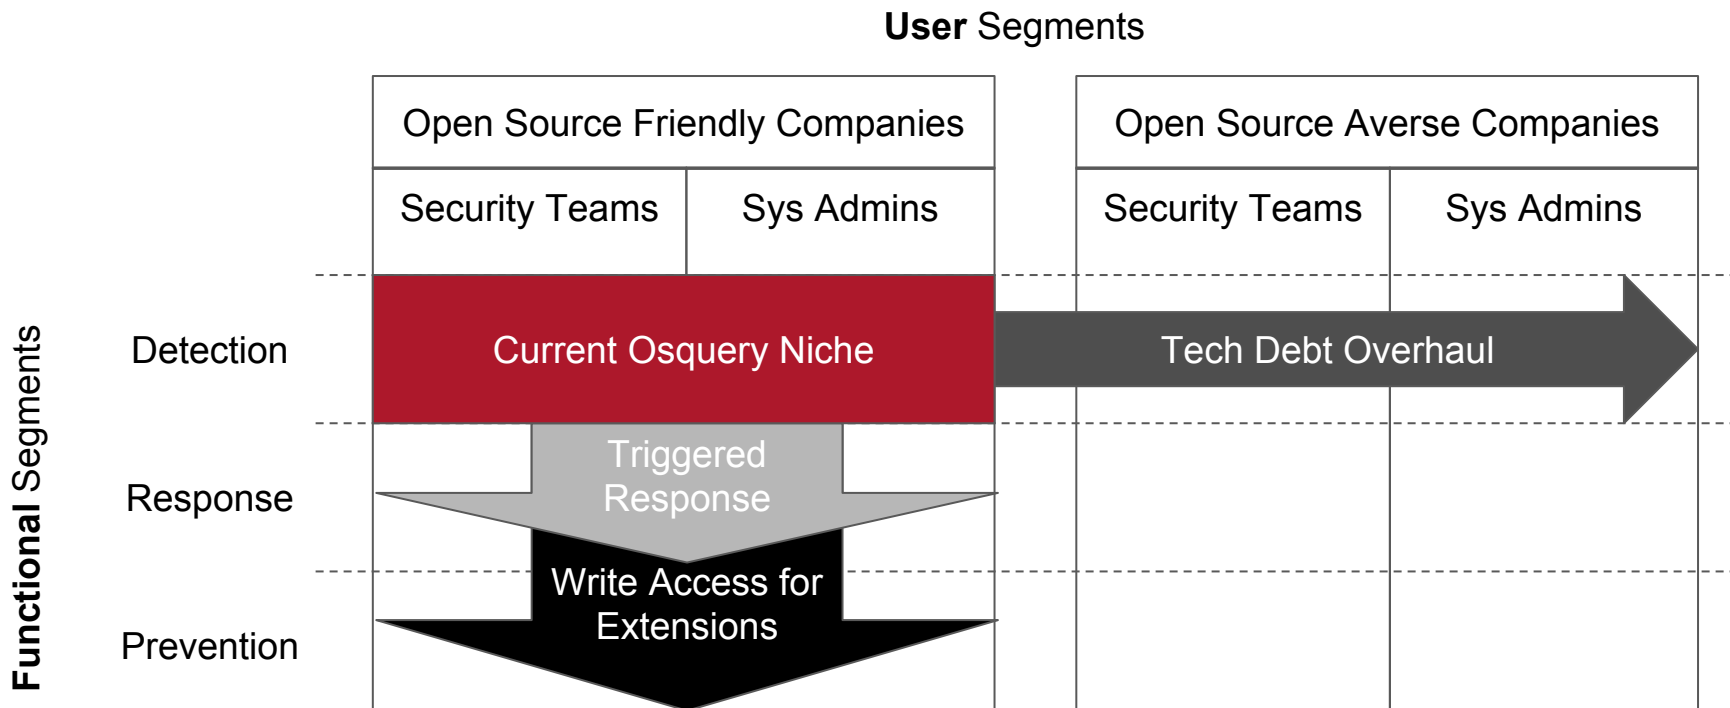 User Segments
Open Source Friendly Companies
Open Source Averse Companies
Security Teams
Sys Admins
Security Teams
Sys Admins
Functional Segments
Detection
Current Osquery Niche
Tech Debt Overhaul
Response
Triggered
Response
Prevention
Write Access for
Extensions